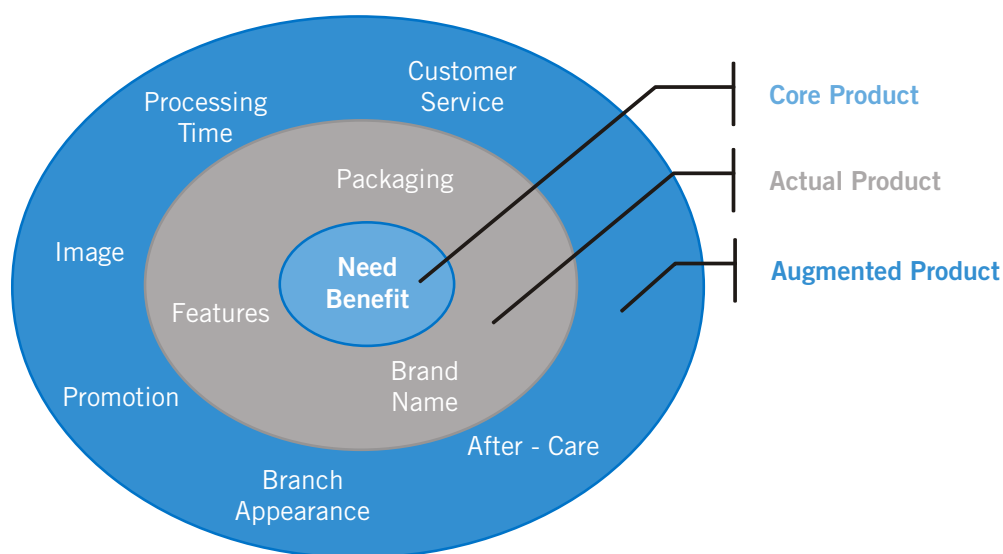 Customer
Service
Processing
Time
Core Product
Packaging
Actual Product
Image
Need
Benefit
Augmented Product
Features
Brand
Name
Promotion
After - Care
Branch
Appearance